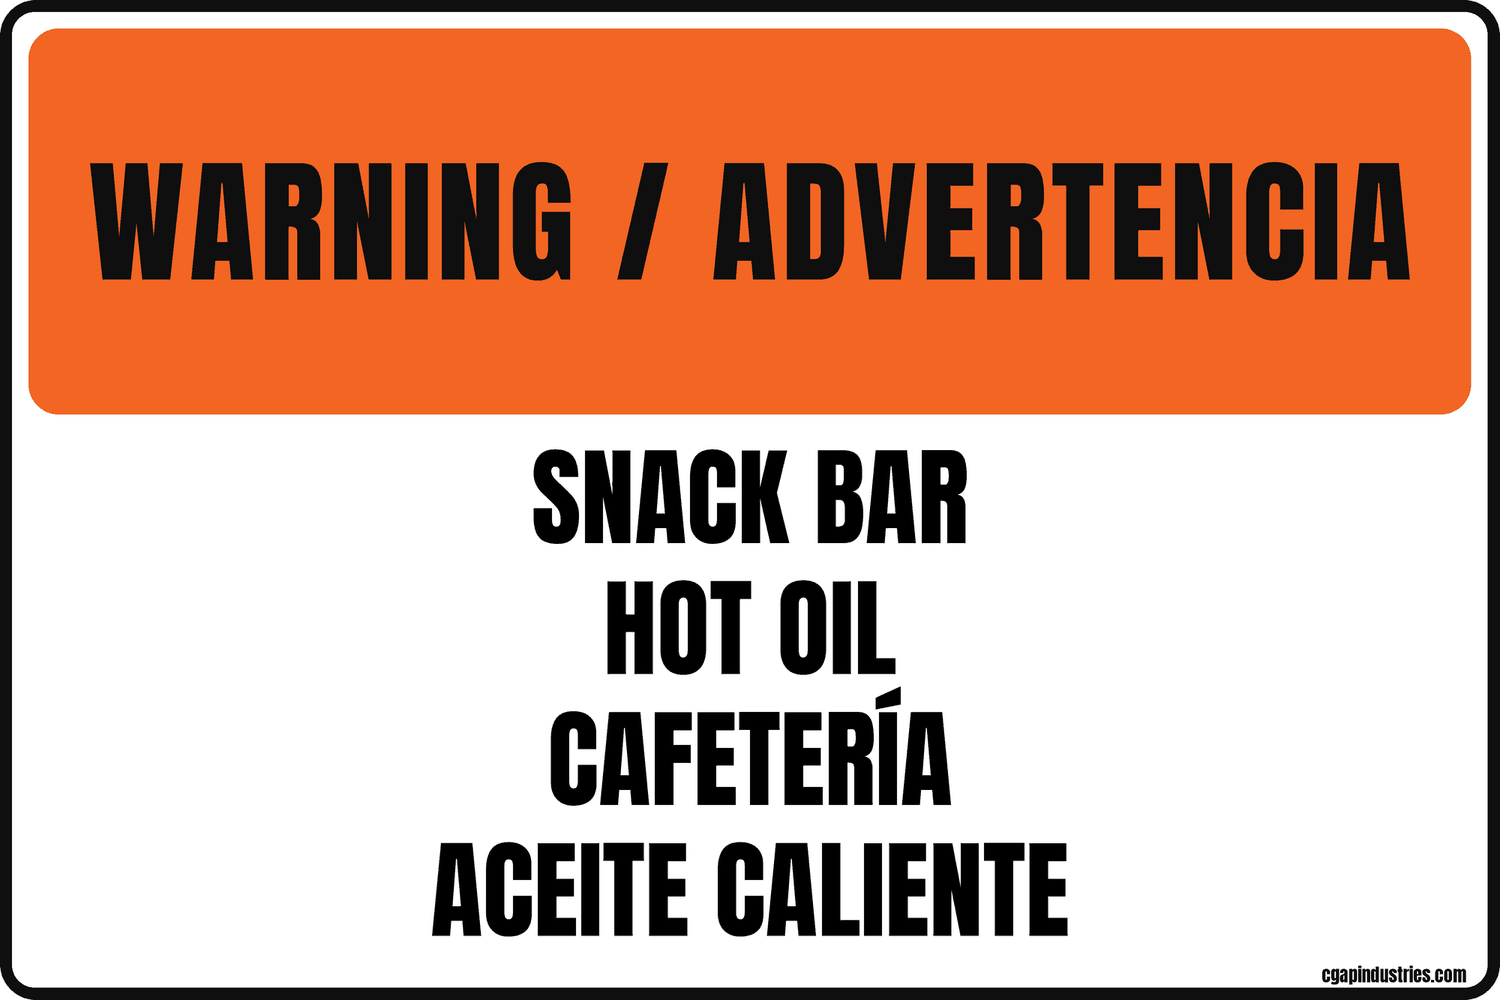 WARNING / ADVERTENCIA
SNACK BAR
HOT OIL
CAFETERÍA
ACEITE CALIENTE
cgapindustries.com